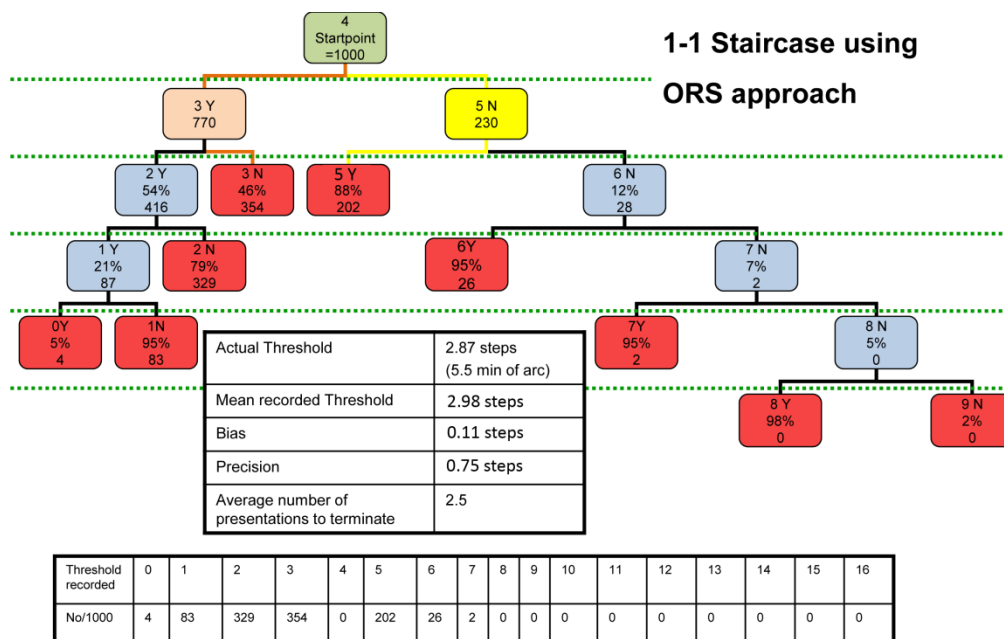 4
Startpoint
=1000
1-1 Staircase using
ORS approach
3 Y
770
5 N
230
2 Y
54%
416
3 N
46%
354
5 Y
88%
202
6 N
12%
28
1 Y
21%
87
2 N
79%
329
6Y
95%
26
7 N
7%
2
0Y
5%
4
1N
95%
83
7Y
95%
2
8 N
5%
0
8 Y
98%
0
9 N
2%
0
Actual Threshold 2.87 steps
(5.5 min of arc)
Mean recorded Threshold 2.98 steps
Bias 0.11 steps
Precision 0.75 steps
Average number of 2.5
presentations to terminate
Threshold 0 1 2 3 4 5 6 7 8 9 10 11 12 13 14 15 16
recorded
No/1000 4 83 329 354 0 202 26 2 0 0 0 0 0 0 0 0 0